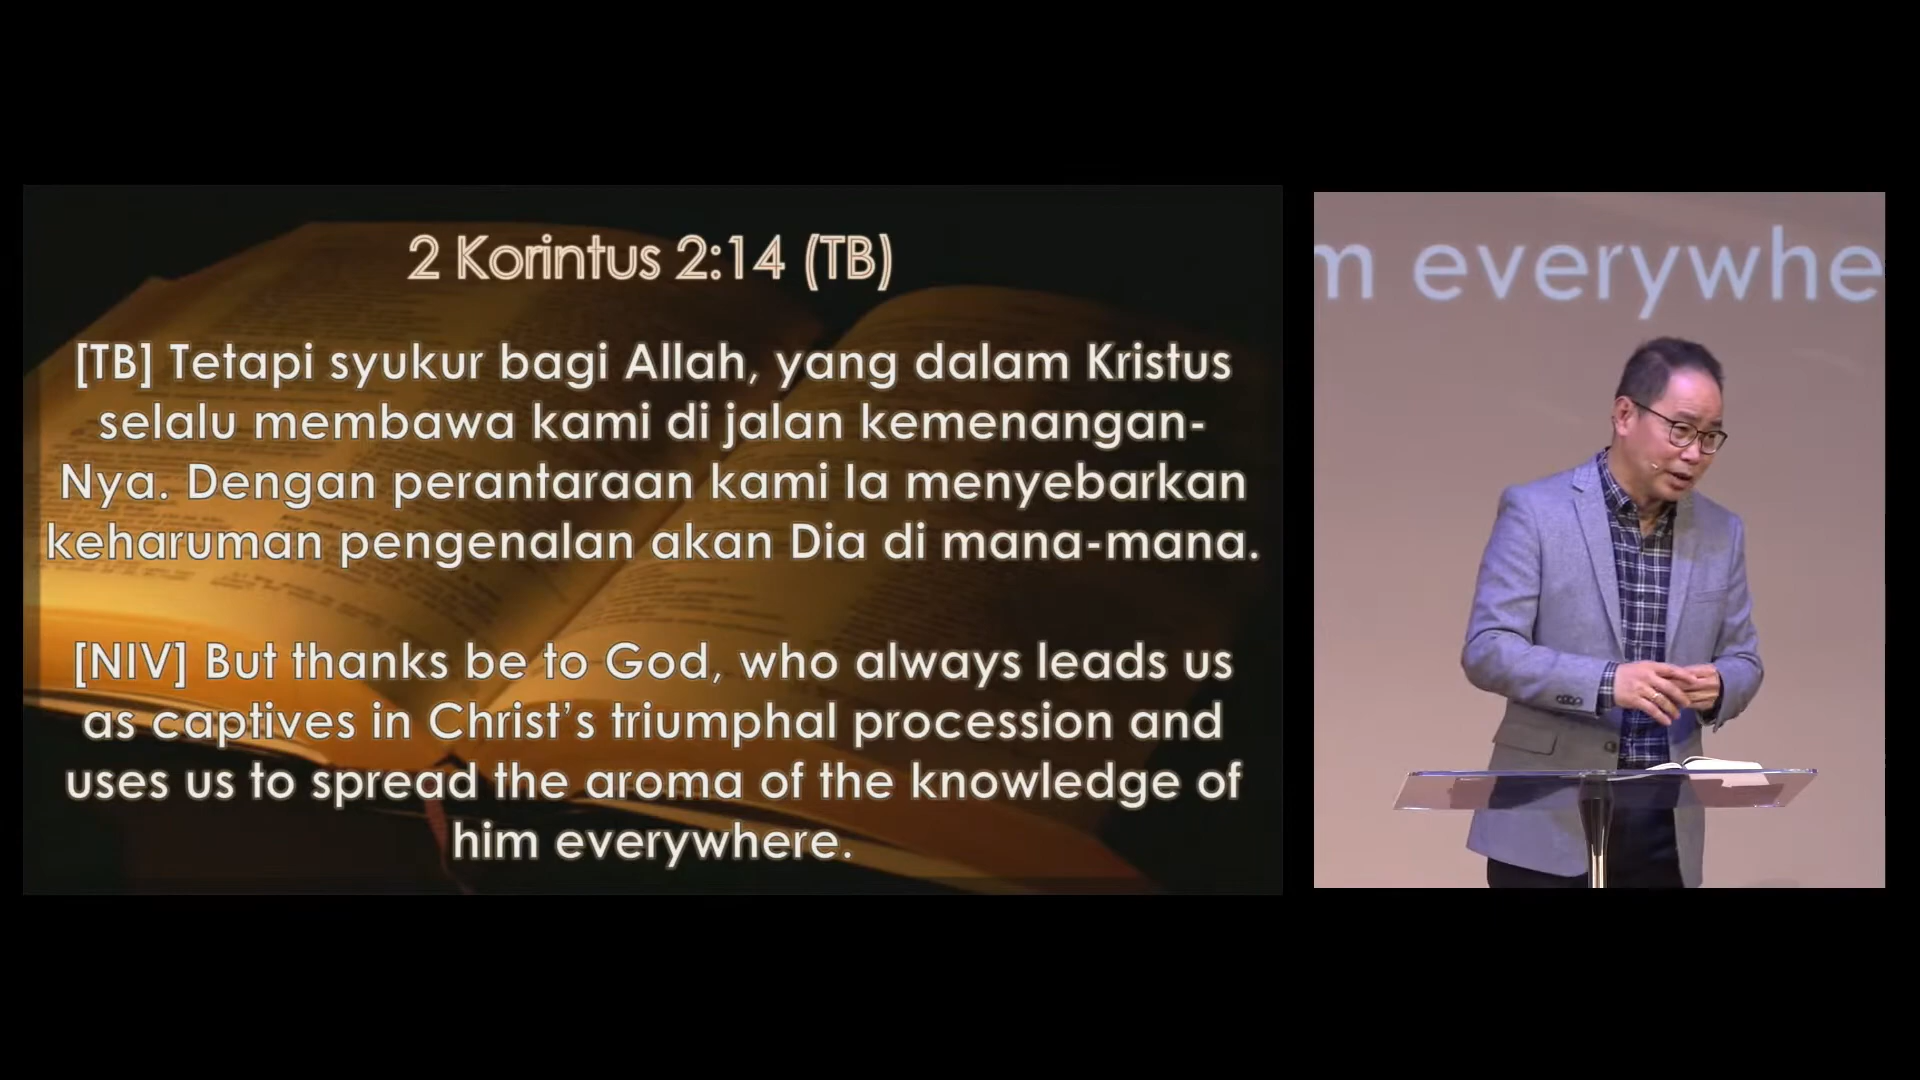 2 Korintus 2:14 (TB)
[TB] Tetapi syukur bagi Allah, yang dalam Kristus
selalu membawa kami di jalan kemenangan-
Nya. Dengan perantaraan kami Ia menyebarkan
keharuman pengenalan akan Dia di mana-mana.
[NIV] But thanks be to God, who always leads us
as captives in Christ’s triumphal procession and
uses us to spread the aroma of the knowledge of
him everywhere.
m everywhe